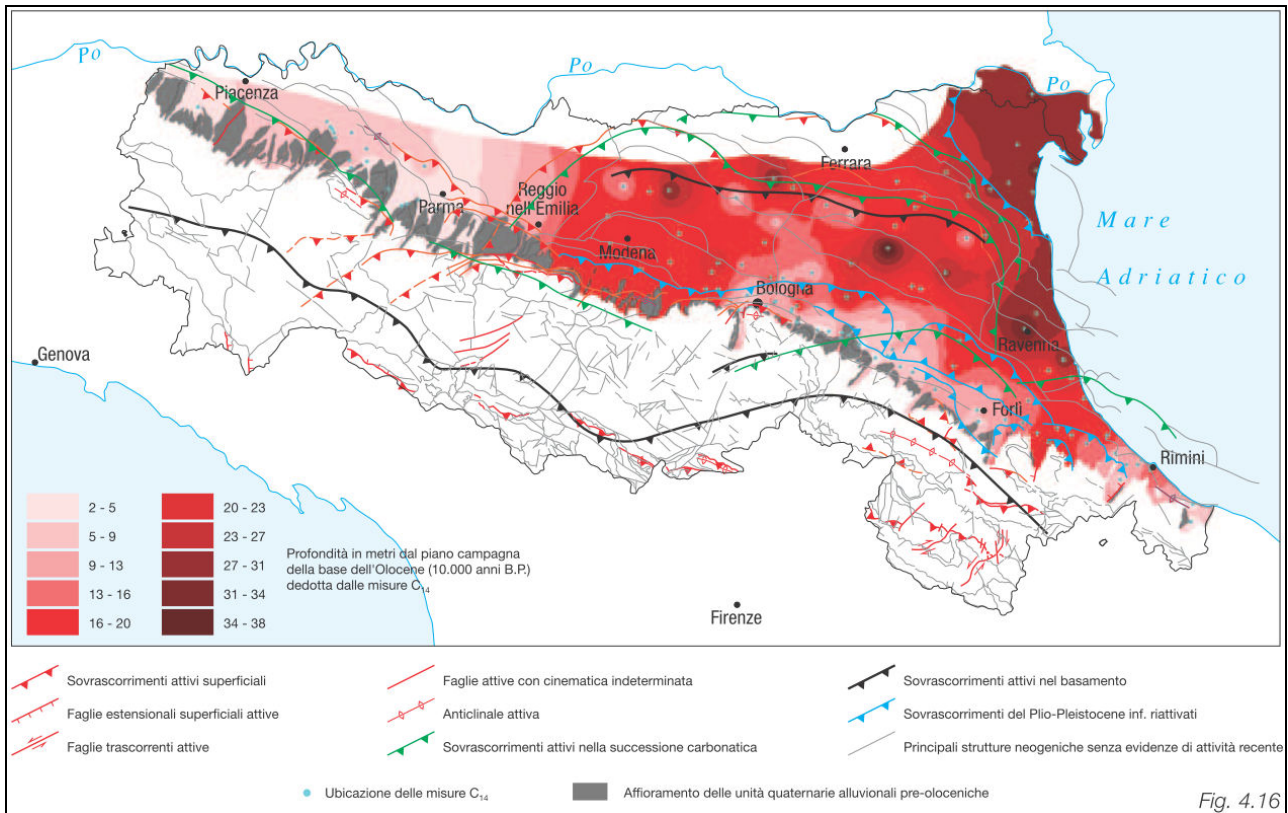 Po
Po
Po
Piacenza
Ferrara
Parma
Reggio
nell'Emilia
Modena
Mare
Adriatico
Bologna
Ravenna
Genova
Forlì
Rimini
Firenze
2 - 5
5 - 9
9 - 13
13 - 16
16 - 20
20 - 23
23 - 27
27 - 31
31 - 34
34 - 38
Profondità in metri dal piano campagna
della base dell'Olocene (10.000 anni B.P.)
dedotta dalle misure C₁₄
Sovrascorrimenti attivi superficiali
Faglie estensionali superficiali attive
Faglie trascorrenti attive
Faglie attive con cinematica indeterminata
Anticlinale attiva
Sovrascorrimenti attivi nella successione carbonatica
Sovrascorrimenti attivi nel basamento
Sovrascorrimenti del Plio-Pleistocene inf. riattivati
Principali strutture neogeniche senza evidenze di attività recente
Ubicazione delle misure C₁₄
Affioramento delle unità quaternarie alluvionali pre-oloceniche
Fig. 4.16